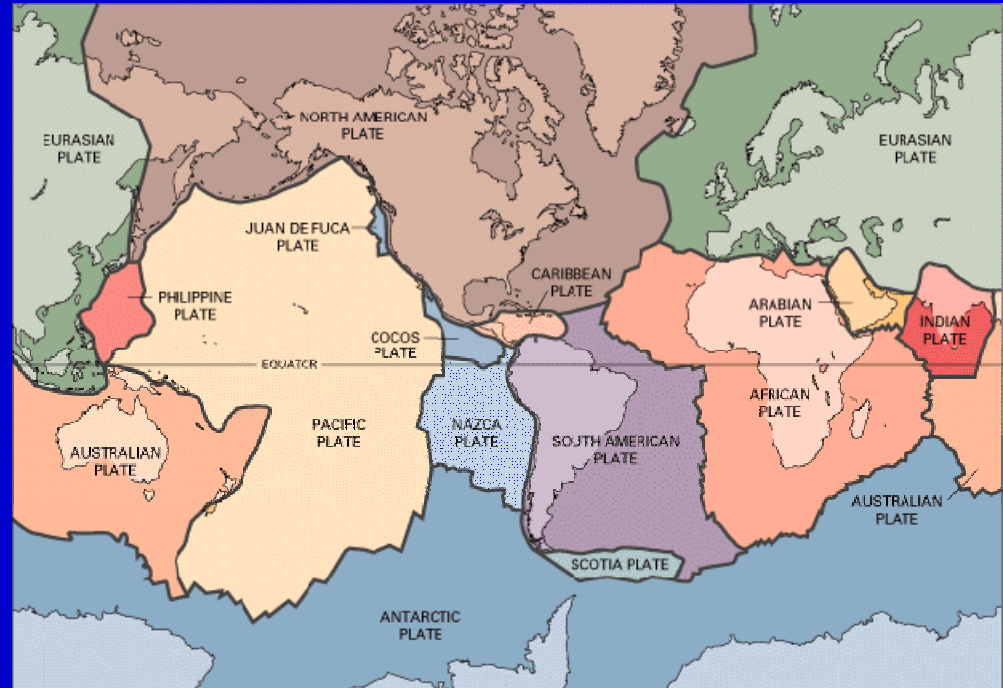 NORTH AMERICAN
PLATE
EURASIAN
PLATE
EURASIAN
PLATE
JUAN DE FUCA
PLATE
CARIBBEAN
PLATE
PHILIPPINE
PLATE
ARABIAN
PLATE
INDIAN
PLATE
COCOS
PLATE
EQUATOR
AFRICAN
PLATE
PACIFIC
PLATE
NAZCA
PLATE
SOUTH AMERICAN
PLATE
AUSTRALIAN
PLATE
AUSTRALIAN
PLATE
SCOTIA PLATE
ANTARCTIC
PLATE